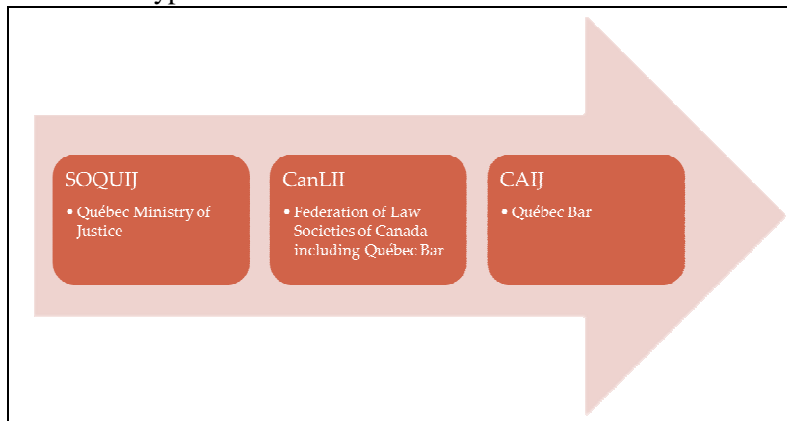 SOQUIJ
• Québec Ministry of
Justice
CanLII
• Federation of Law
Societies of Canada
including Québec Bar
CAIJ
• Québec Bar